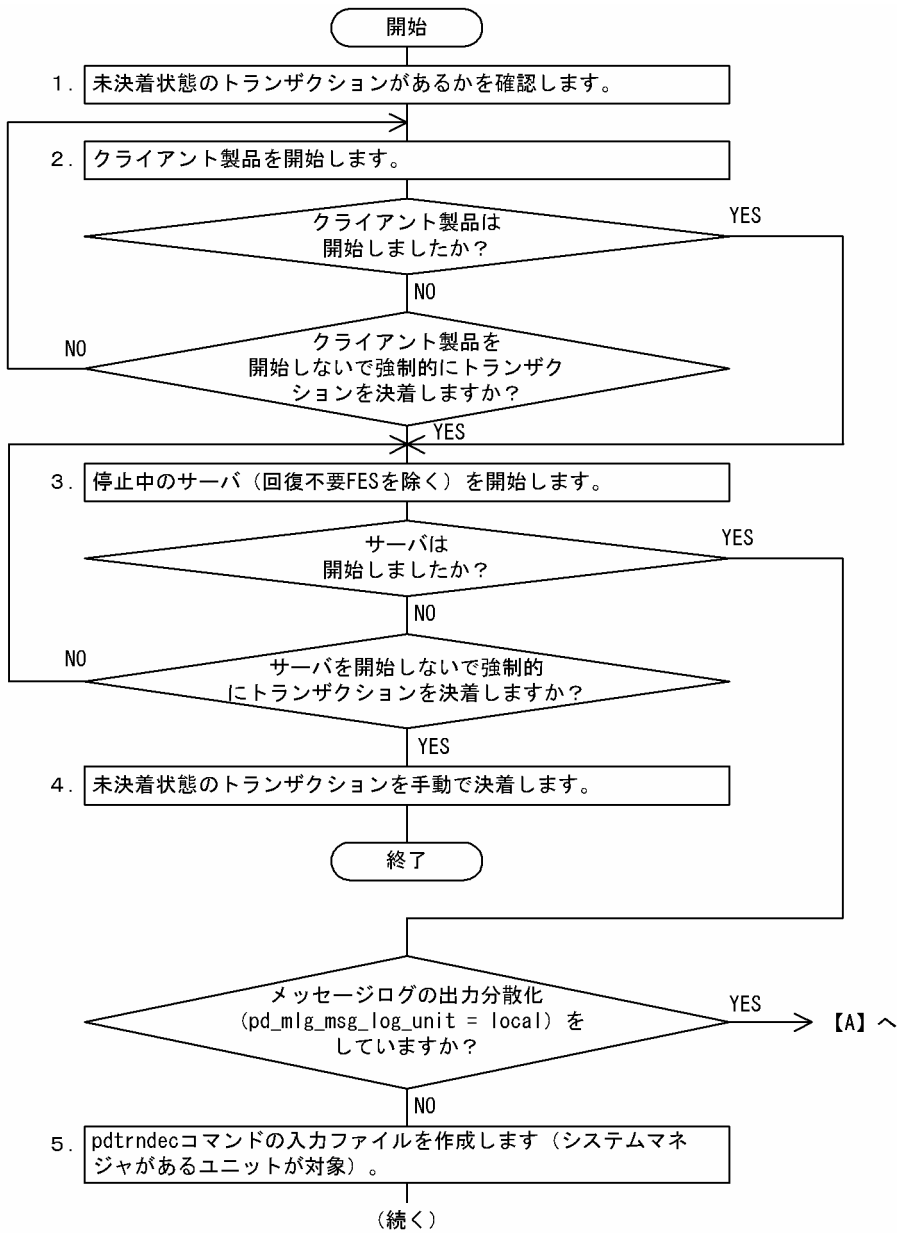 開始
1. 未決着状態のトランザクションがあるかを確認します。
2. クライアント製品を開始します。
クライアント製品は
開始しましたか?
YES
NO
クライアント製品を
開始しないで強制的にトランザク
ションを決着しますか?
NO
YES
3. 停止中のサーバ(回復不要FESを除く)を開始します。
サーバは
開始しましたか?
YES
NO
サーバを開始しないで強制的
にトランザクションを決着しますか?
NO
YES
4. 未決着状態のトランザクションを手動で決着します。
終了
メッセージログの出力分散化
(pd_mlg_msg_log_unit = local)を
していますか?
YES
【A】へ
NO
5. pdtrndecコマンドの入力ファイルを作成します(システムマネ
ジャがあるユニットが対象)。
(続く)